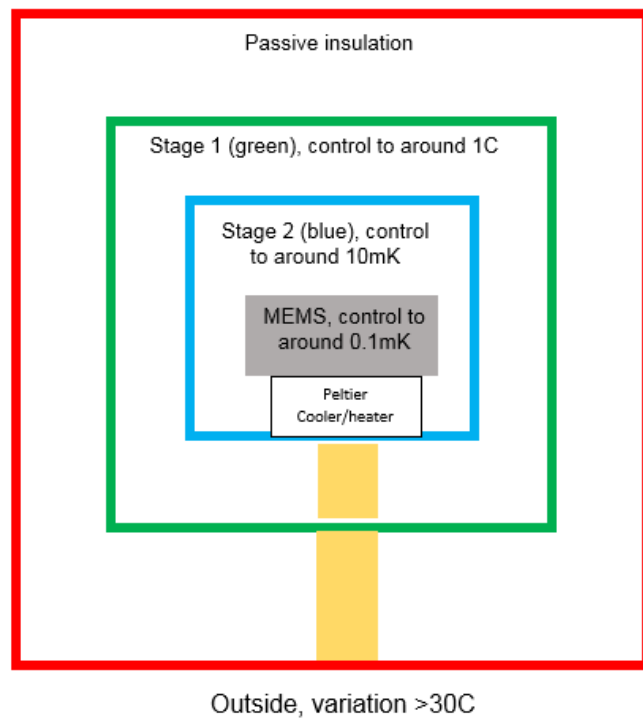 Passive insulation
Stage 1 (green), control to around 1C
Stage 2 (blue), control
to around 10mK
MEMS, control to
around 0.1mK
Peltier
Cooler/heater
Outside, variation >30C